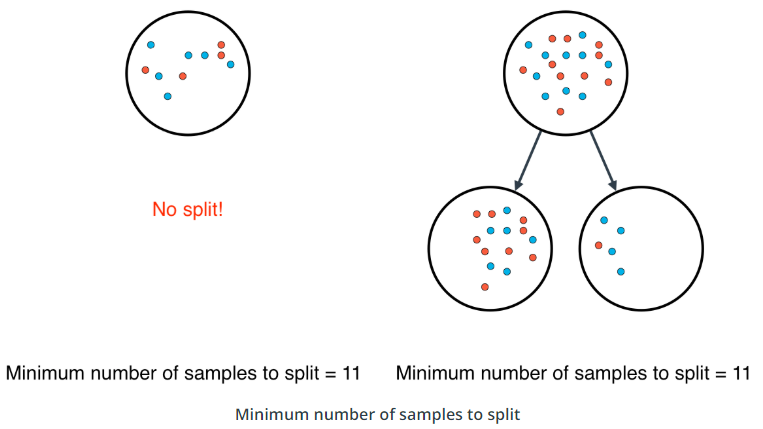 No split!
Minimum number of samples to split = 11
Minimum number of samples to split = 11
Minimum number of samples to split